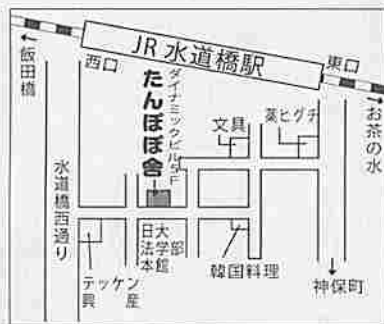 JR 水道橋駅
←飯田橋
西口
東口
→お茶の水
ダイナミックビル5F
たんぽぽ舎
文具
薬ヒグチ
水道橋西通り
日大
法学部
本館
韓国料理
テッケン
興産
↓
神保町